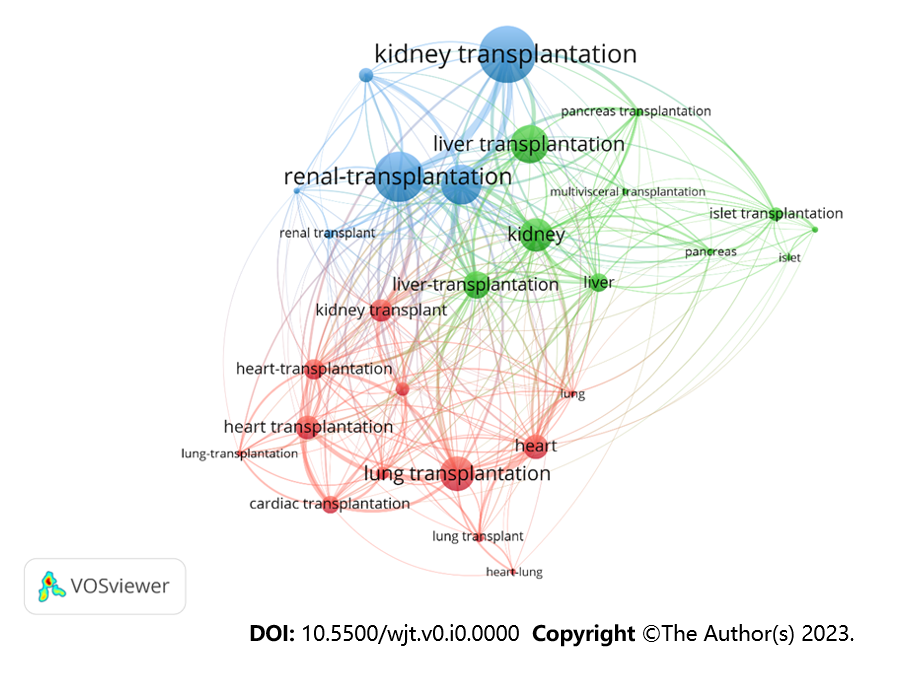 kidney transplantation
pancreas transplantation
liver transplantation
renal-transplantation
multivisceral transplantation
islet transplantation
renal transplant
kidney
pancreas
islet
liver-transplantation
liver
kidney transplant
heart-transplantation
lung
heart transplantation
heart
lung-transplantation
lung transplantation
cardiac transplantation
lung transplant
heart-lung
VOSviewer
DOI: 10.5500/wjt.v0.i0.0000 Copyright ©The Author(s) 2023.